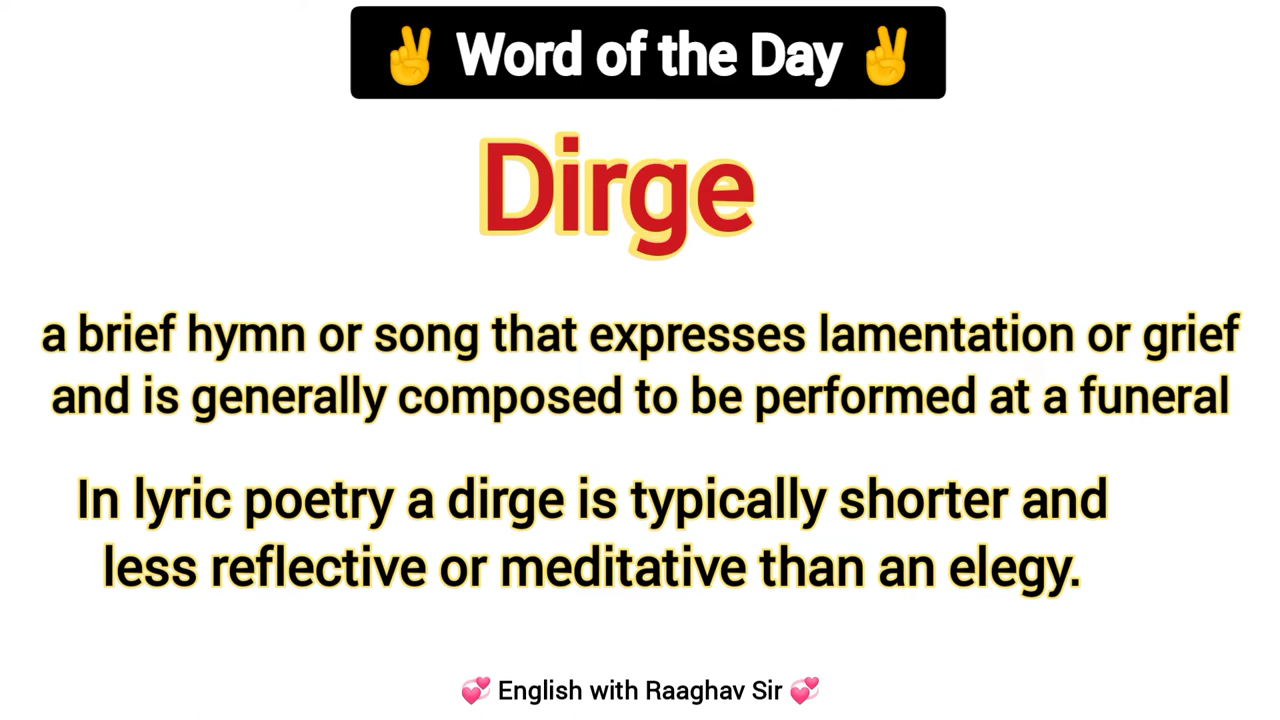 ✌️ Word of the Day ✌️
Dirge
a brief hymn or song that expresses lamentation or grief
and is generally composed to be performed at a funeral
In lyric poetry a dirge is typically shorter and
less reflective or meditative than an elegy.
💞 English with Raaghav Sir 💞